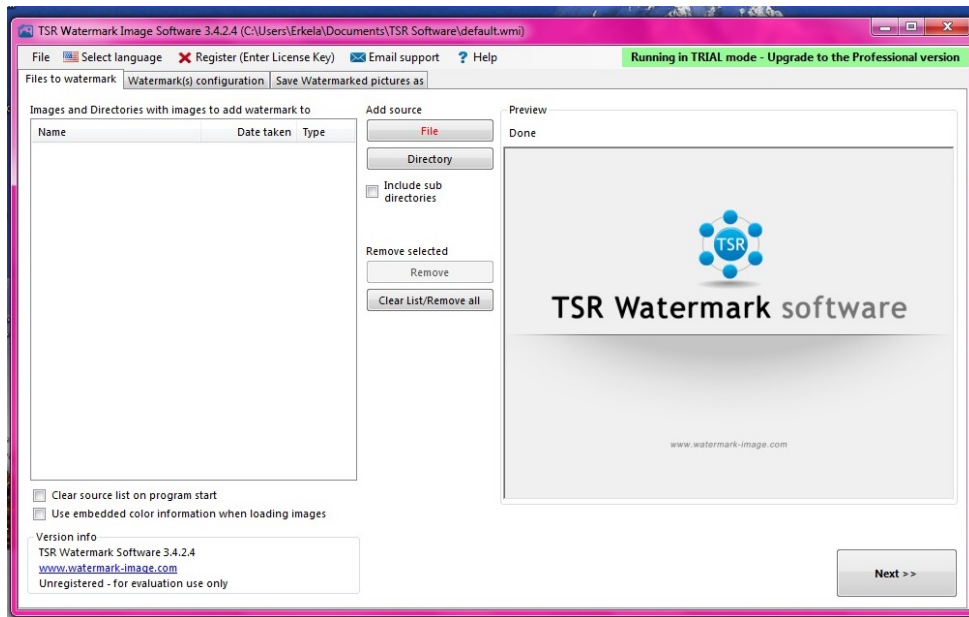 TSR Watermark Image Software 3.4.2.4 (C:\Users\Erkela\Documents\TSR Software\default.wmi)
File Select language Register (Enter License Key) Email support ? Help Running in TRIAL mode - Upgrade to the Professional version
Files to watermark Watermark(s) configuration Save Watermarked pictures as
Images and Directories with images to add watermark to
Name Date taken Type
Add source
File
Directory
Include sub
directories
Remove selected
Remove
Clear List/Remove all
Preview
Done
TSR
TSR Watermark software
www.watermark-image.com
Clear source list on program start
Use embedded color information when loading images
Version info
TSR Watermark Software 3.4.2.4
www.watermark-image.com
Unregistered - for evaluation use only
Next >>